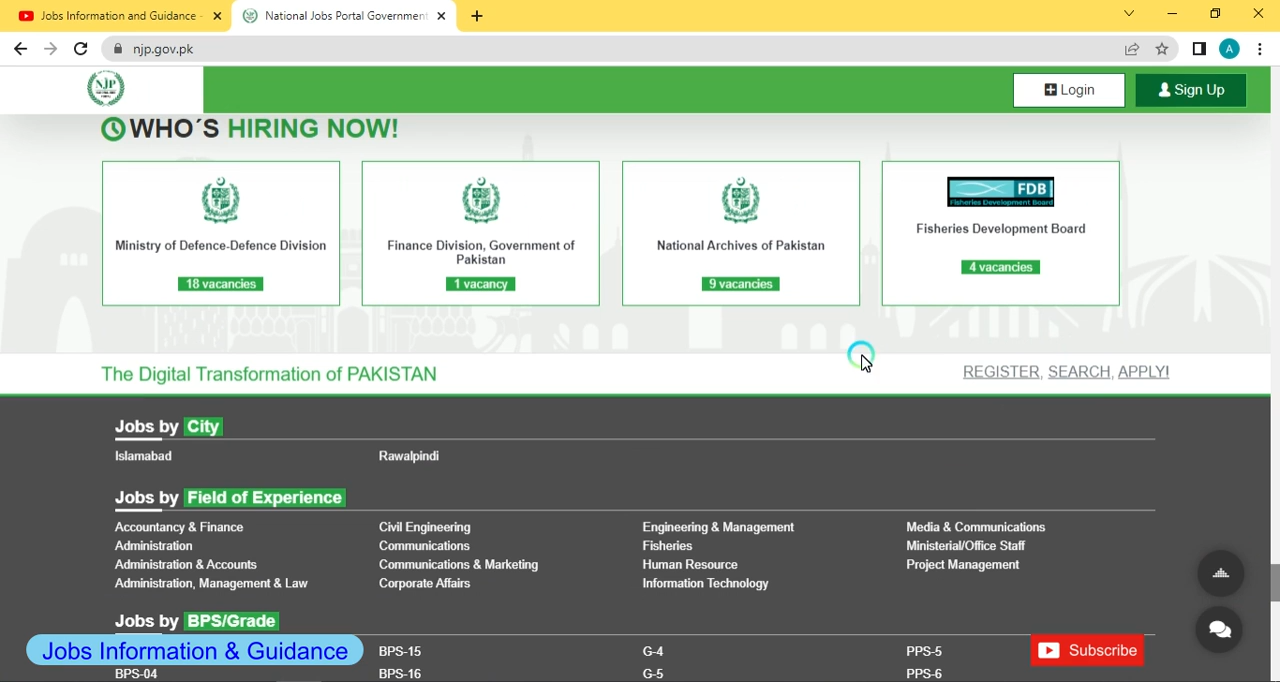 Jobs Information and Guidance -
National Jobs Portal Government
njp.gov.pk
A
NJP
Login
Sign Up
WHO´S HIRING NOW!
Ministry of Defence-Defence Division
18 vacancies
Finance Division, Government of
Pakistan
1 vacancy
National Archives of Pakistan
9 vacancies
FDB
Fisheries Development Board
Fisheries Development Board
4 vacancies
The Digital Transformation of PAKISTAN
REGISTER, SEARCH, APPLY!
Jobs by City
Islamabad
Rawalpindi
Jobs by Field of Experience
Accountancy & Finance
Civil Engineering
Engineering & Management
Media & Communications
Administration
Communications
Fisheries
Ministerial/Office Staff
Administration & Accounts
Communications & Marketing
Human Resource
Project Management
Administration, Management & Law
Corporate Affairs
Information Technology
Jobs by BPS/Grade
Jobs Information & Guidance
BPS-15
G-4
PPS-5
Subscribe
BPS-04
BPS-16
G-5
PPS-6